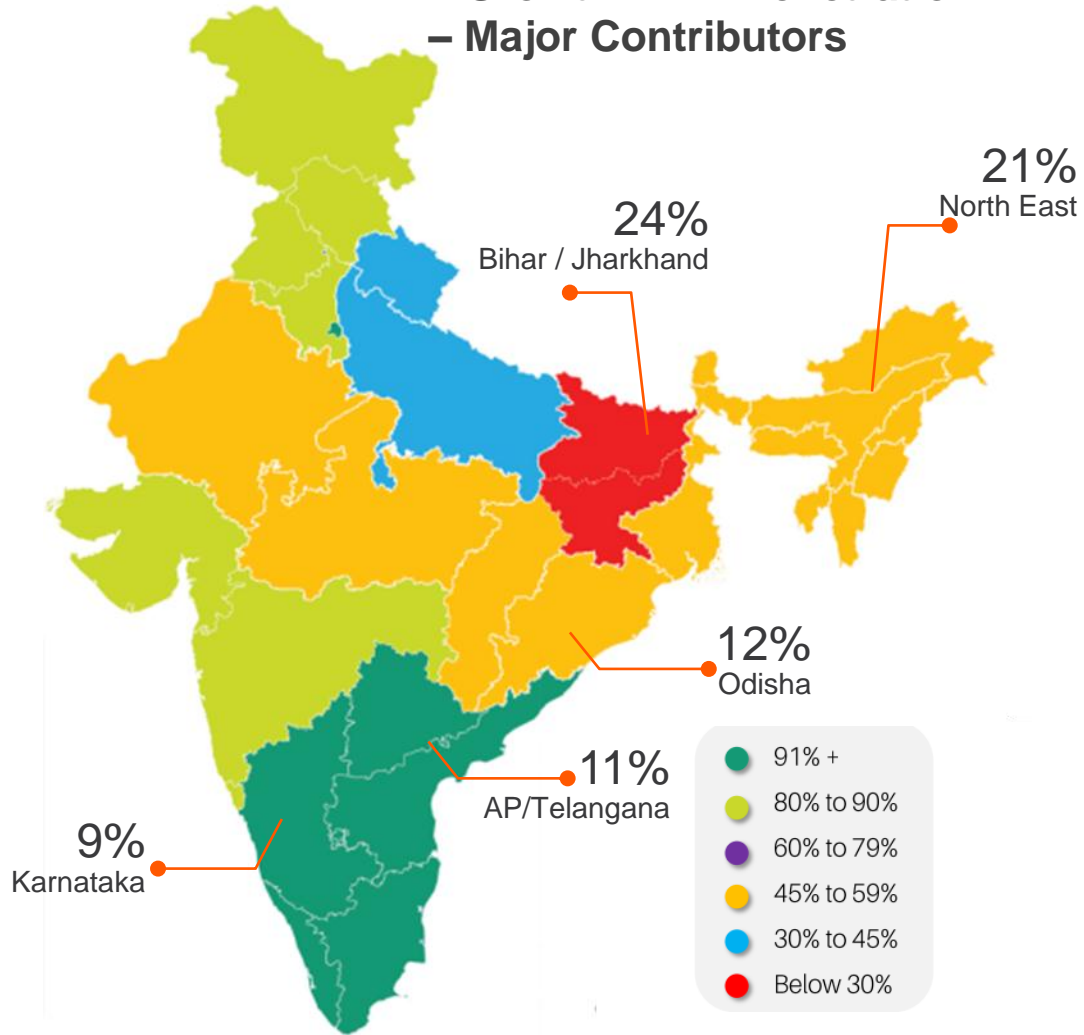 – Major Contributors
21%
North East
24%
Bihar / Jharkhand
12%
Odisha
11%
AP/Telangana
9%
Karnataka
91% +
80% to 90%
60% to 79%
45% to 59%
30% to 45%
Below 30%